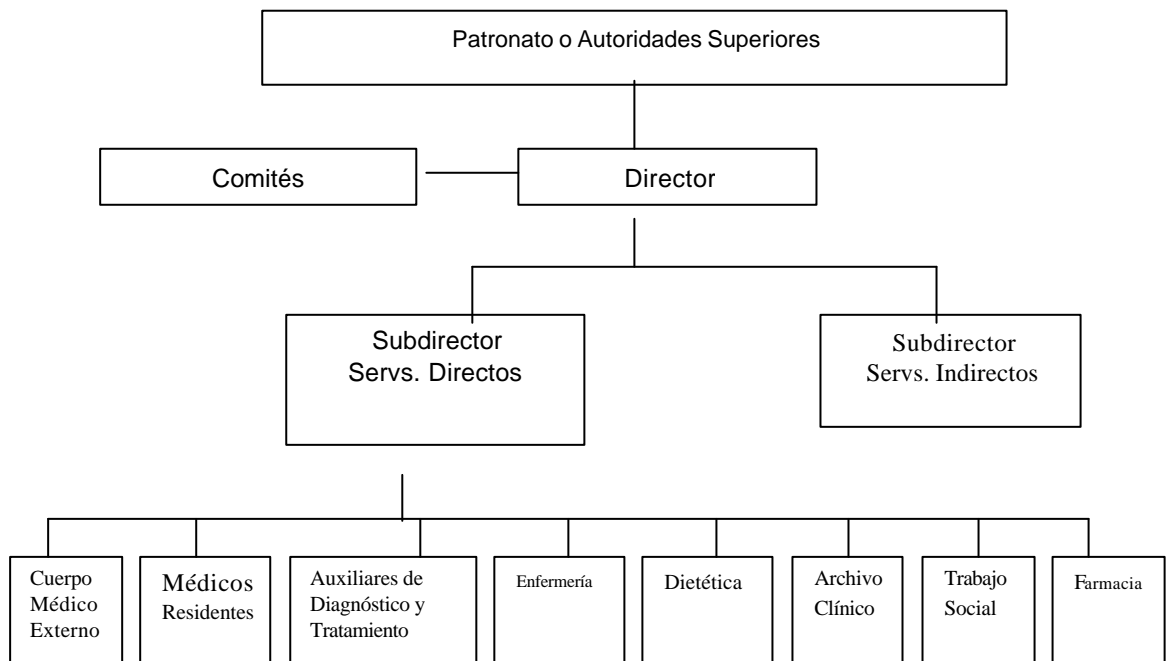 Patronato o Autoridades Superiores
Comités
Director
Subdirector
Servs. Directos
Subdirector
Servs. Indirectos
Cuerpo
Médico
Externo
Médicos
Residentes
Auxiliares de
Diagnóstico y
Tratamiento
Enfermería
Dietética
Archivo
Clínico
Trabajo
Social
Farmacia